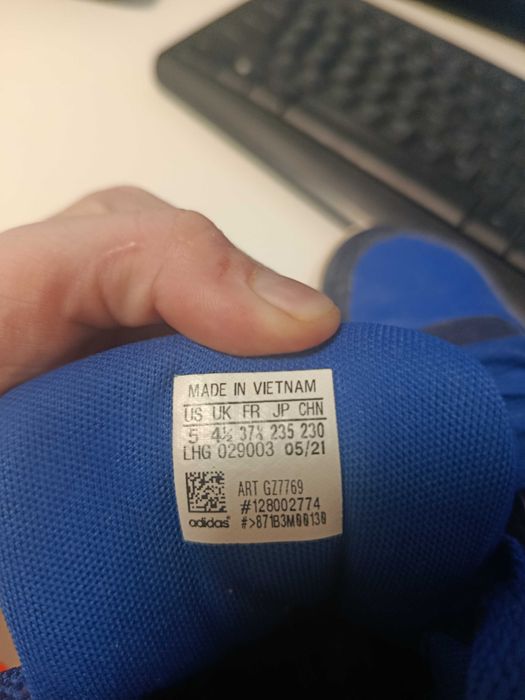 MADE IN VIETNAM
US UK FR JP CHN
5 4½ 37⅓ 235 230
LHG 029003 05/21
ART GZ7769
#128002774
adidas #>871B3M00130